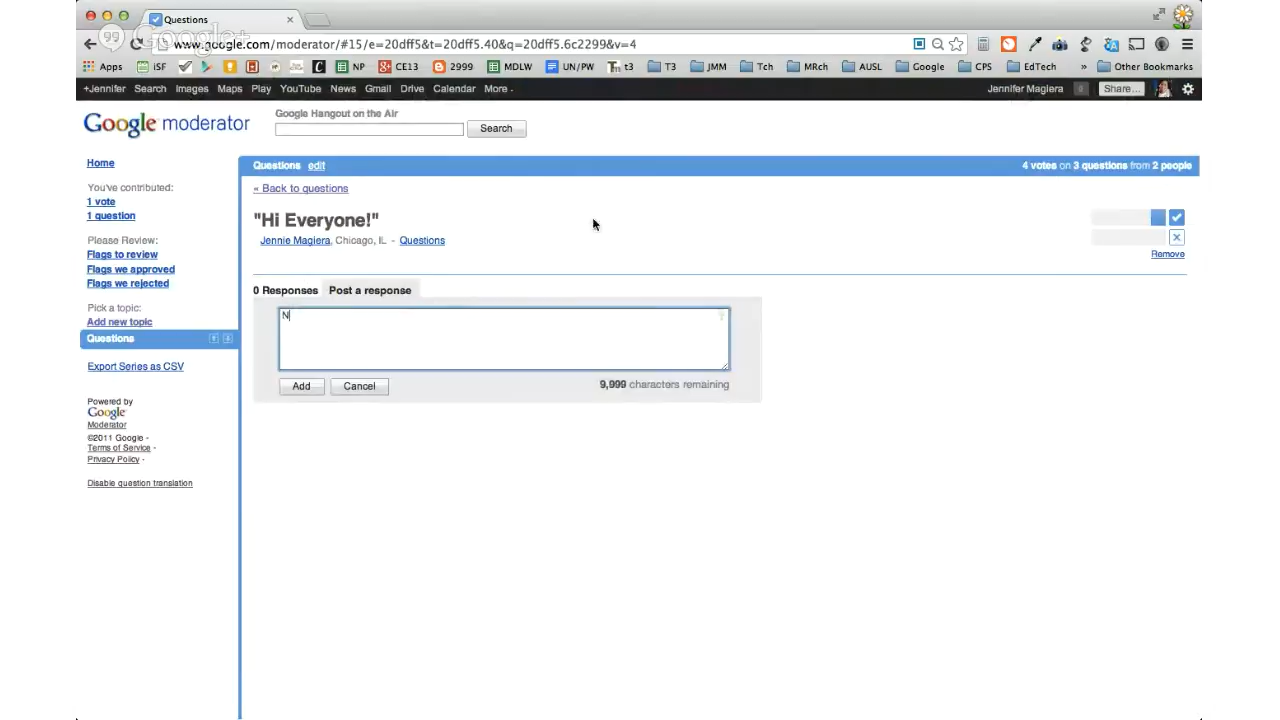 Questions
Google+
www.google.com/moderator/#15/e=20dff5&t=20dff5.40&q=20dff5.6c2299&v=4
Apps iSF NP CE13 2999 MDLW UN/PW t3 T3 JMM Tch MRch AUSL Google CPS EdTech » Other Bookmarks
+Jennifer Search Images Maps Play YouTube News Gmail Drive Calendar More Jennifer Magiera 0 Share...
Google moderator
Google Hangout on the Air
Search
Home
You've contributed:
1 vote
1 question
Please Review:
Flags to review
Flags we approved
Flags we rejected
Pick a topic:
Add new topic
Questions
Export Series as CSV
Powered by
Google
Moderator
©2011 Google -
Terms of Service -
Privacy Policy -
Disable question translation
Questions edit 4 votes on 3 questions from 2 people
« Back to questions
"Hi Everyone!"
Jennie Magiera, Chicago, IL - Questions
Remove
0 Responses Post a response
N
Add Cancel 9,999 characters remaining